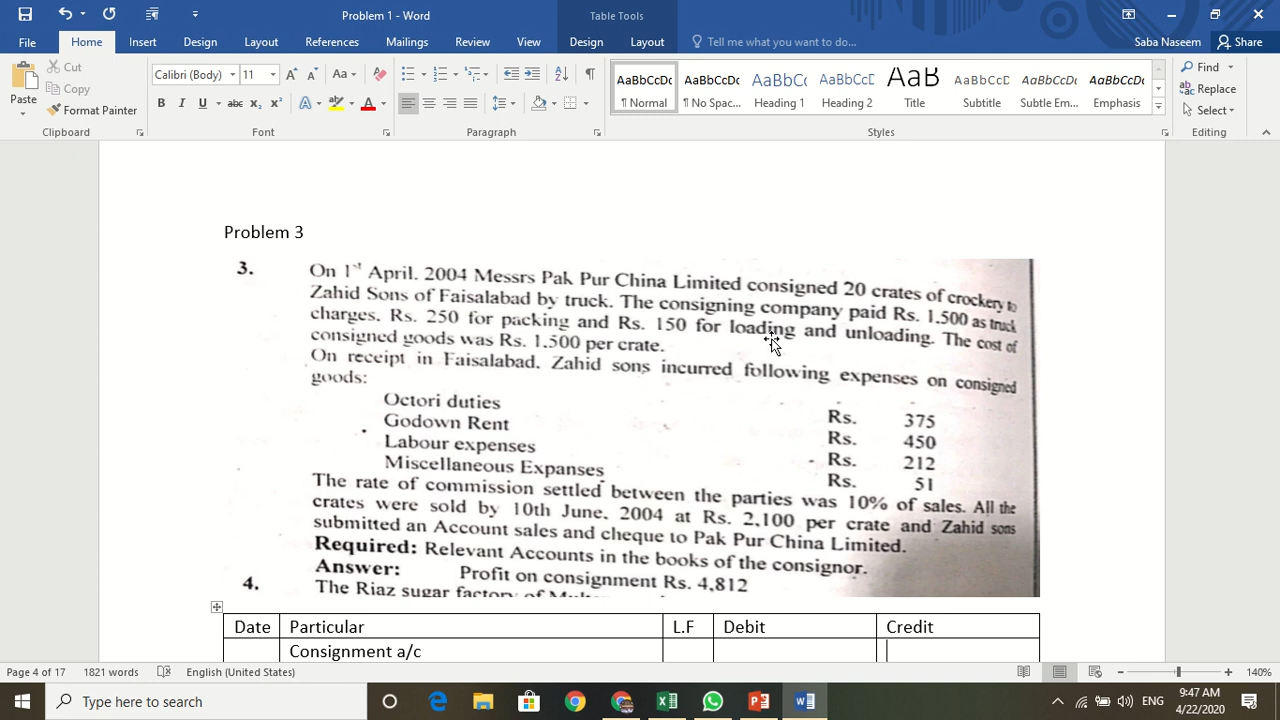 Problem 1 - Word
Table Tools
File Home Insert Design Layout References Mailings Review View Design Layout Tell me what you want to do... Saba Naseem Share
Paste
Cut
Copy
Format Painter
Calibri (Body) 11 Aa
B I U abc x₂ x² A A
AaBbCcDc ¶ Normal
AaBbCcDc ¶ No Spac...
AaBbCc Heading 1
AaBbCcD Heading 2
AaB Title
AaBbCcD Subtitle
AaBbCcDc Subtle Em...
AaBbCcDc Emphasis
Find
Replace
Select
Clipboard Font Paragraph Styles Editing
Problem 3
3. On 1st April. 2004 Messrs Pak Pur China Limited consigned 20 crates of crockery to
Zahid Sons of Faisalabad by truck. The consigning company paid Rs. 1.500 as truck
charges. Rs. 250 for packing and Rs. 150 for loading and unloading. The cost of
consigned goods was Rs. 1.500 per crate.
On receipt in Faisalabad. Zahid sons incurred following expenses on consigned
goods:
Octori duties Rs. 375
Godown Rent Rs. 450
Labour expenses - Rs. 212
Miscellaneous Expanses Rs. 51
The rate of commission settled between the parties was 10% of sales. All the
crates were sold by 10th June. 2004 at Rs. 2,100 per crate and Zahid sons
submitted an Account sales and cheque to Pak Pur China Limited.
Required: Relevant Accounts in the books of the consignor.
Answer: Profit on consignment Rs. 4,812
4. The Riaz sugar factory of
Date Particular L.F Debit Credit
Consignment a/c
Page 4 of 17 1821 words English (United States) 140%
Type here to search
ENG
9:47 AM
4/22/2020